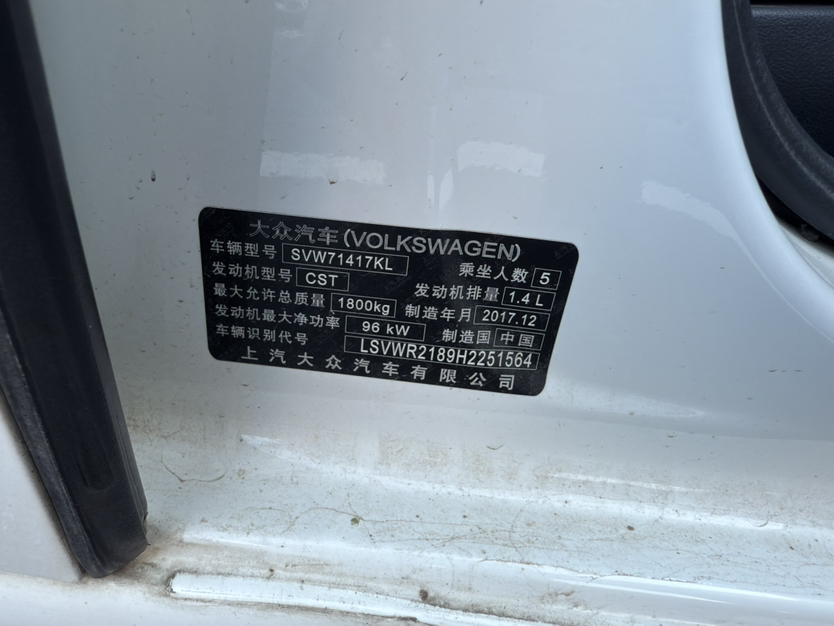 大众汽车(VOLKSWAGEN)
车辆型号 SVW71417KL 乘坐人数 5
发动机型号 CST 发动机排量 1.4 L
最大允许总质量 1800kg 制造年月 2017.12
发动机最大净功率 96 kW 制造国 中国
车辆识别代号 LSVWR2189H2251564
上汽大众汽车有限公司